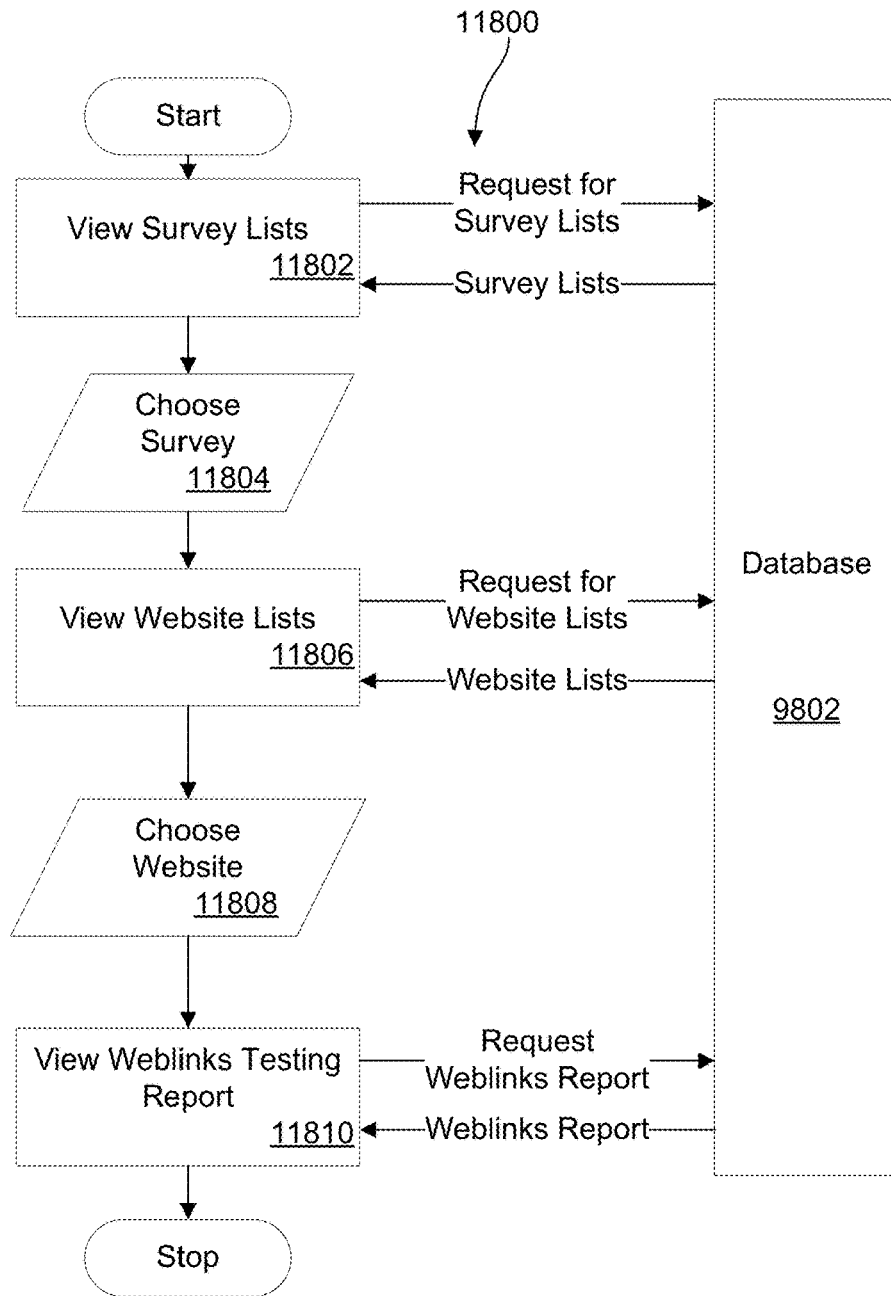 11800
Start
View Survey Lists
11802
Request for
Survey Lists
Survey Lists
Choose
Survey
11804
View Website Lists
11806
Request for
Website Lists
Website Lists
Database
9802
Choose
Website
11808
View Weblinks Testing
Report
11810
Request
Weblinks Report
Weblinks Report
Stop